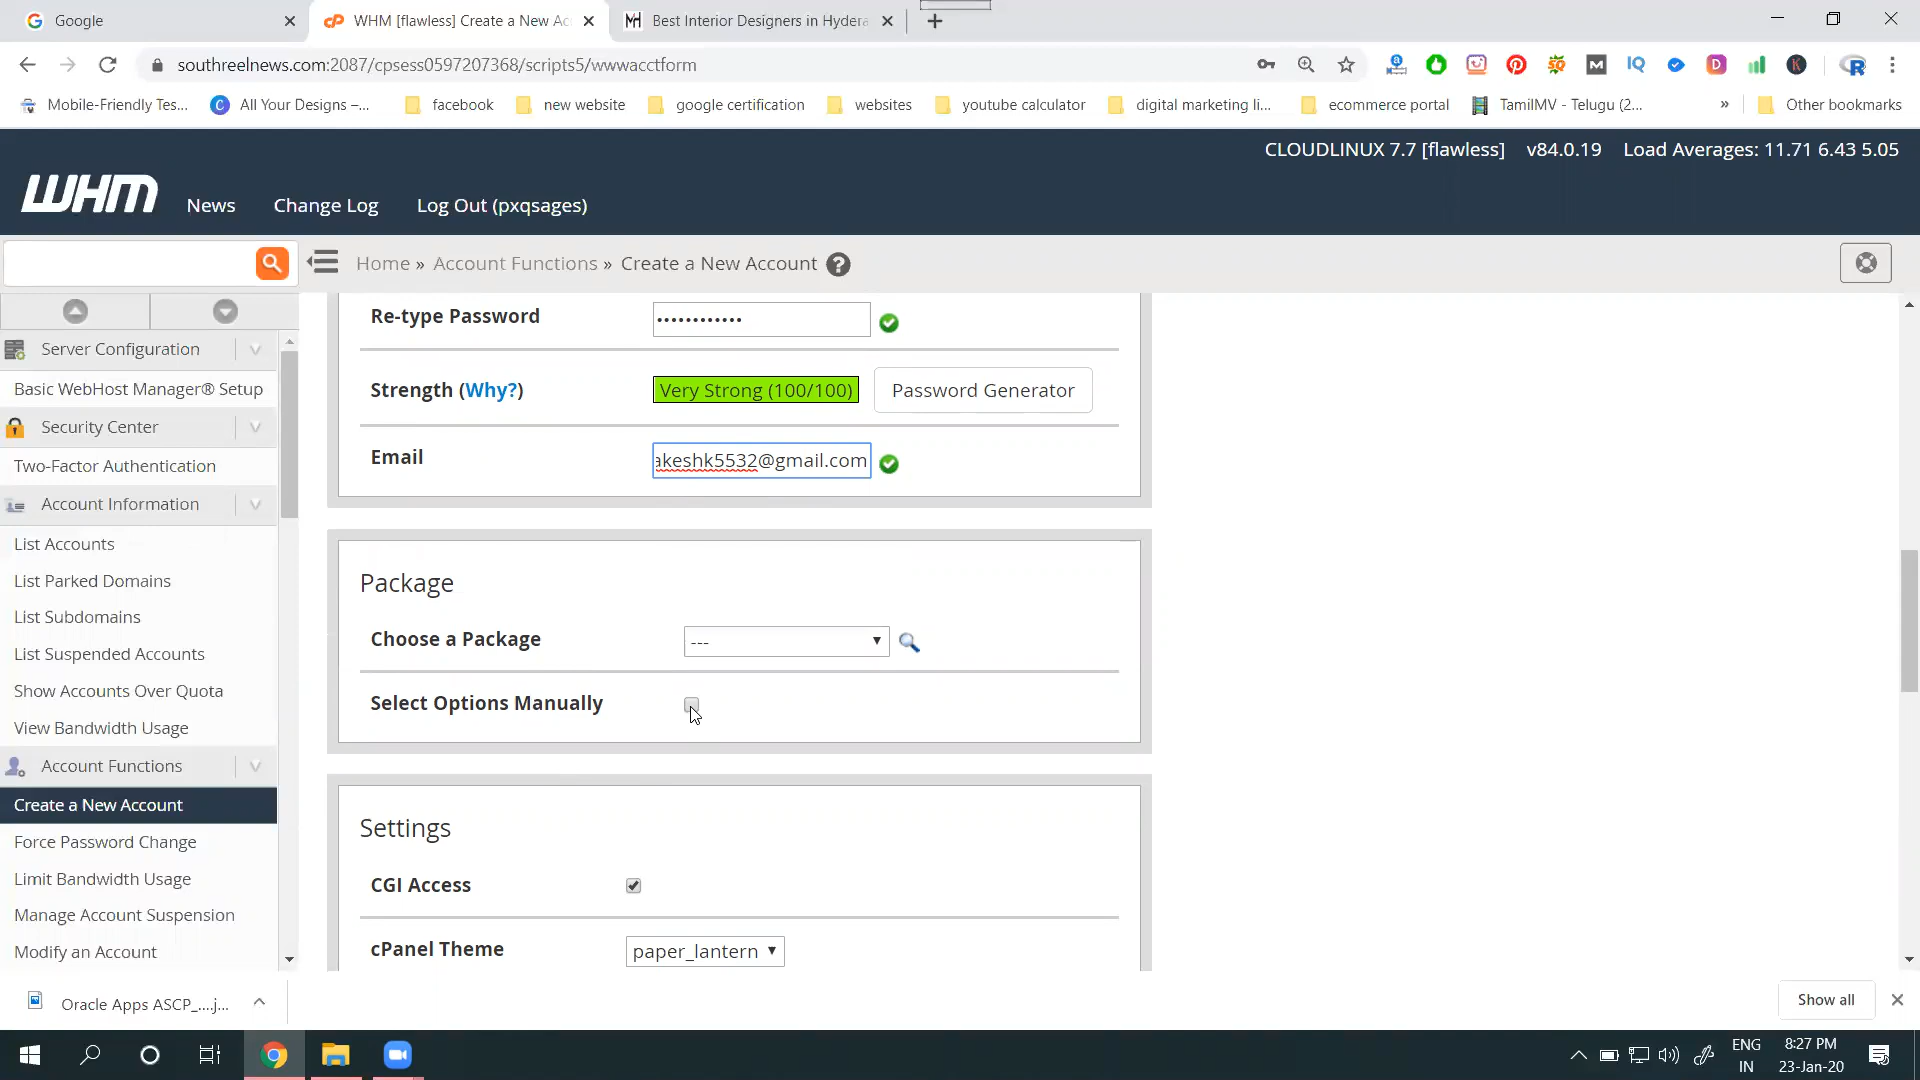 Google
WHM [flawless] Create a New Ac
Best Interior Designers in Hydera
southreelnews.com:2087/cpsess0597207368/scripts5/wwwacctform
Mobile-Friendly Tes...
All Your Designs –...
facebook
new website
google certification
websites
youtube calculator
digital marketing li...
ecommerce portal
TamilMV - Telugu (2...
»
Other bookmarks
CLOUDLINUX 7.7 [flawless] v84.0.19 Load Averages: 11.71 6.43 5.05
WHM
News
Change Log
Log Out (pxqsages)
Home » Account Functions » Create a New Account
Server Configuration
Basic WebHost Manager® Setup
Security Center
Two-Factor Authentication
Account Information
List Accounts
List Parked Domains
List Subdomains
List Suspended Accounts
Show Accounts Over Quota
View Bandwidth Usage
Account Functions
Create a New Account
Force Password Change
Limit Bandwidth Usage
Manage Account Suspension
Modify an Account
Re-type Password ••••••••••••
Strength (Why?) Very Strong (100/100) Password Generator
Email akeshk5532@gmail.com
Package
Choose a Package ---
Select Options Manually
Settings
CGI Access
cPanel Theme paper_lantern
Oracle Apps ASCP_....j...
Show all
ENG
IN
8:27 PM
23-Jan-20